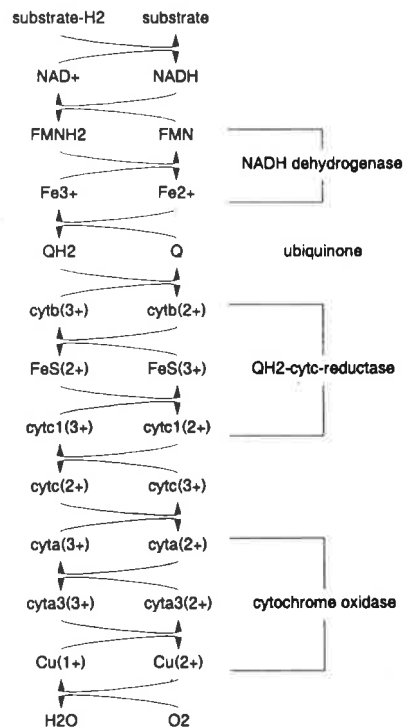 substrate-H2 substrate
NAD+ NADH
FMNH2 FMN
NADH dehydrogenase
Fe3+ Fe2+
QH2 Q ubiquinone
cytb(3+) cytb(2+)
FeS(2+) FeS(3+) QH2-cytc-reductase
cytc1(3+) cytc1(2+)
cytc(2+) cytc(3+)
cyta(3+) cyta(2+)
cyta3(3+) cyta3(2+) cytochrome oxidase
Cu(1+) Cu(2+)
H2O O2